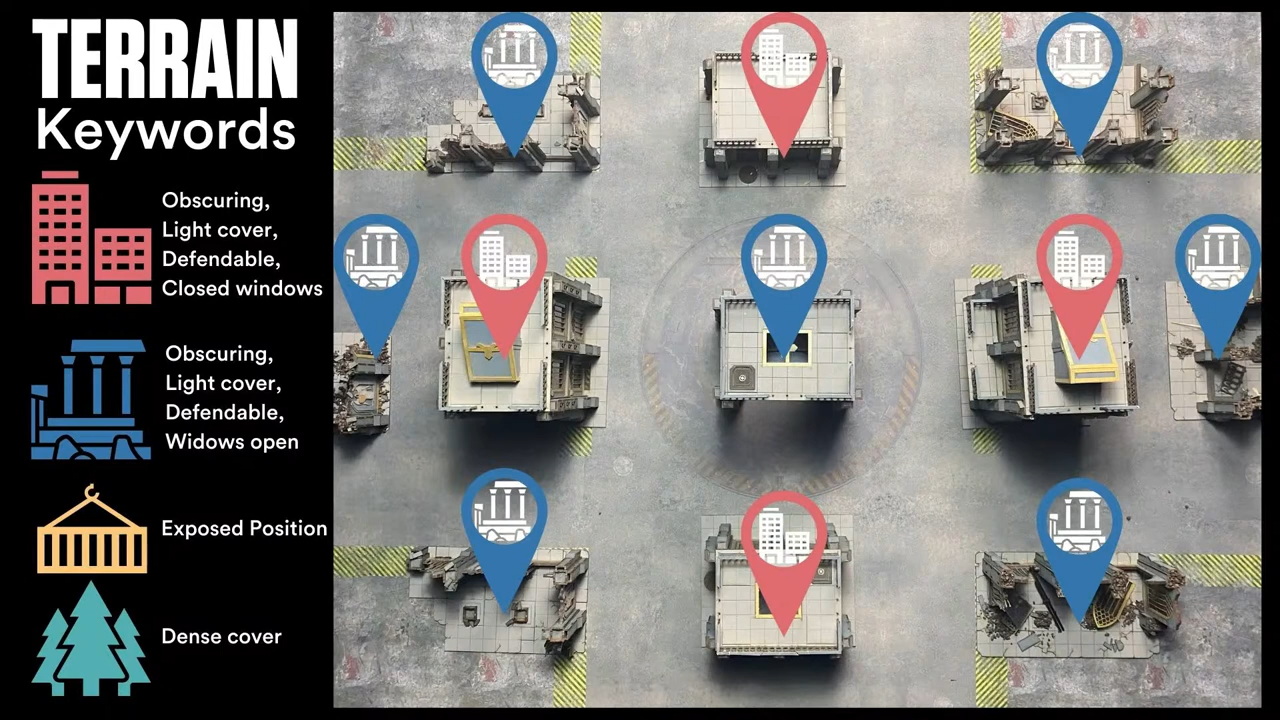 TERRAIN
Keywords
Obscuring,
Light cover,
Defendable,
Closed windows
Obscuring,
Light cover,
Defendable,
Widows open
Exposed Position
Dense cover